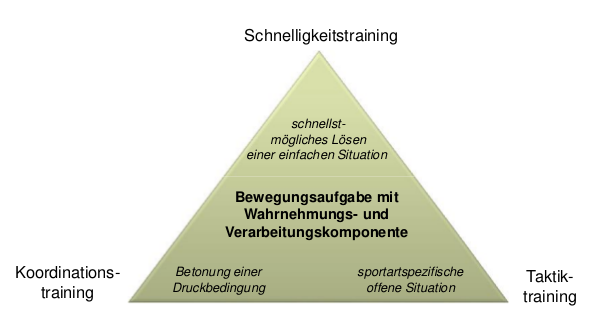 Schnelligkeitstraining
schnellst-
mögliches Lösen
einer einfachen Situation
Bewegungsaufgabe mit
Wahrnehmungs- und
Verarbeitungskomponente
Koordinations-
training
Betonung einer
Druckbedingung
sportartspezifische
offene Situation
Taktik-
training